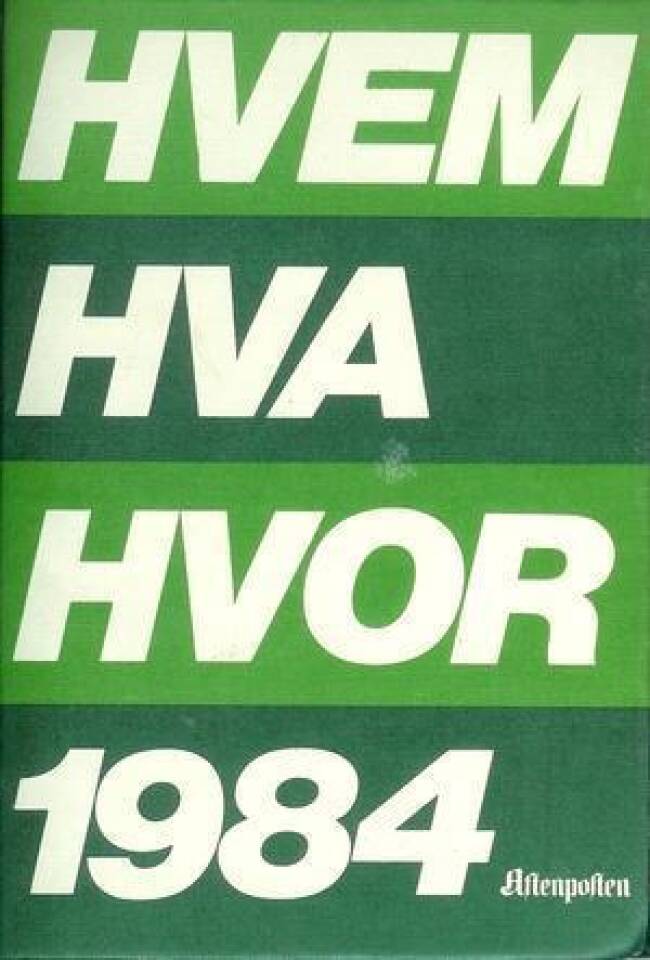 HVEM
HVA
HVOR
1984
Aftenposten